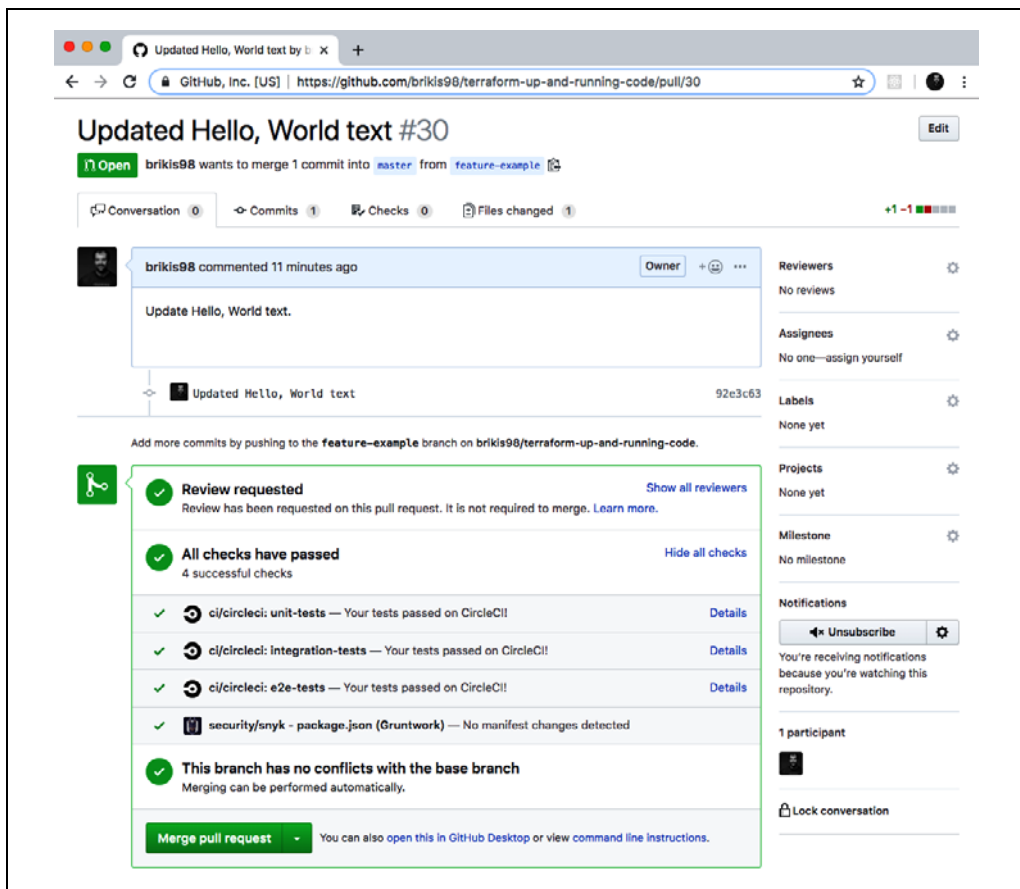 Updated Hello, World text by b
GitHub, Inc. [US] | https://github.com/brikis98/terraform-up-and-running-code/pull/30
Updated Hello, World text #30
Edit
Open brikis98 wants to merge 1 commit into master from feature-example
Conversation 0 Commits 1 Checks 0 Files changed 1 +1 −1
brikis98 commented 11 minutes ago Owner
Update Hello, World text.
Updated Hello, World text 92e3c63
Add more commits by pushing to the feature-example branch on brikis98/terraform-up-and-running-code.
Review requested Show all reviewers
Review has been requested on this pull request. It is not required to merge. Learn more.
All checks have passed Hide all checks
4 successful checks
ci/circleci: unit-tests — Your tests passed on CircleCI! Details
ci/circleci: integration-tests — Your tests passed on CircleCI! Details
ci/circleci: e2e-tests — Your tests passed on CircleCI! Details
security/snyk - package.json (Gruntwork) — No manifest changes detected
This branch has no conflicts with the base branch
Merging can be performed automatically.
Merge pull request You can also open this in GitHub Desktop or view command line instructions.
Reviewers
No reviews
Assignees
No one—assign yourself
Labels
None yet
Projects
None yet
Milestone
No milestone
Notifications
Unsubscribe
You're receiving notifications
because you're watching this
repository.
1 participant
Lock conversation